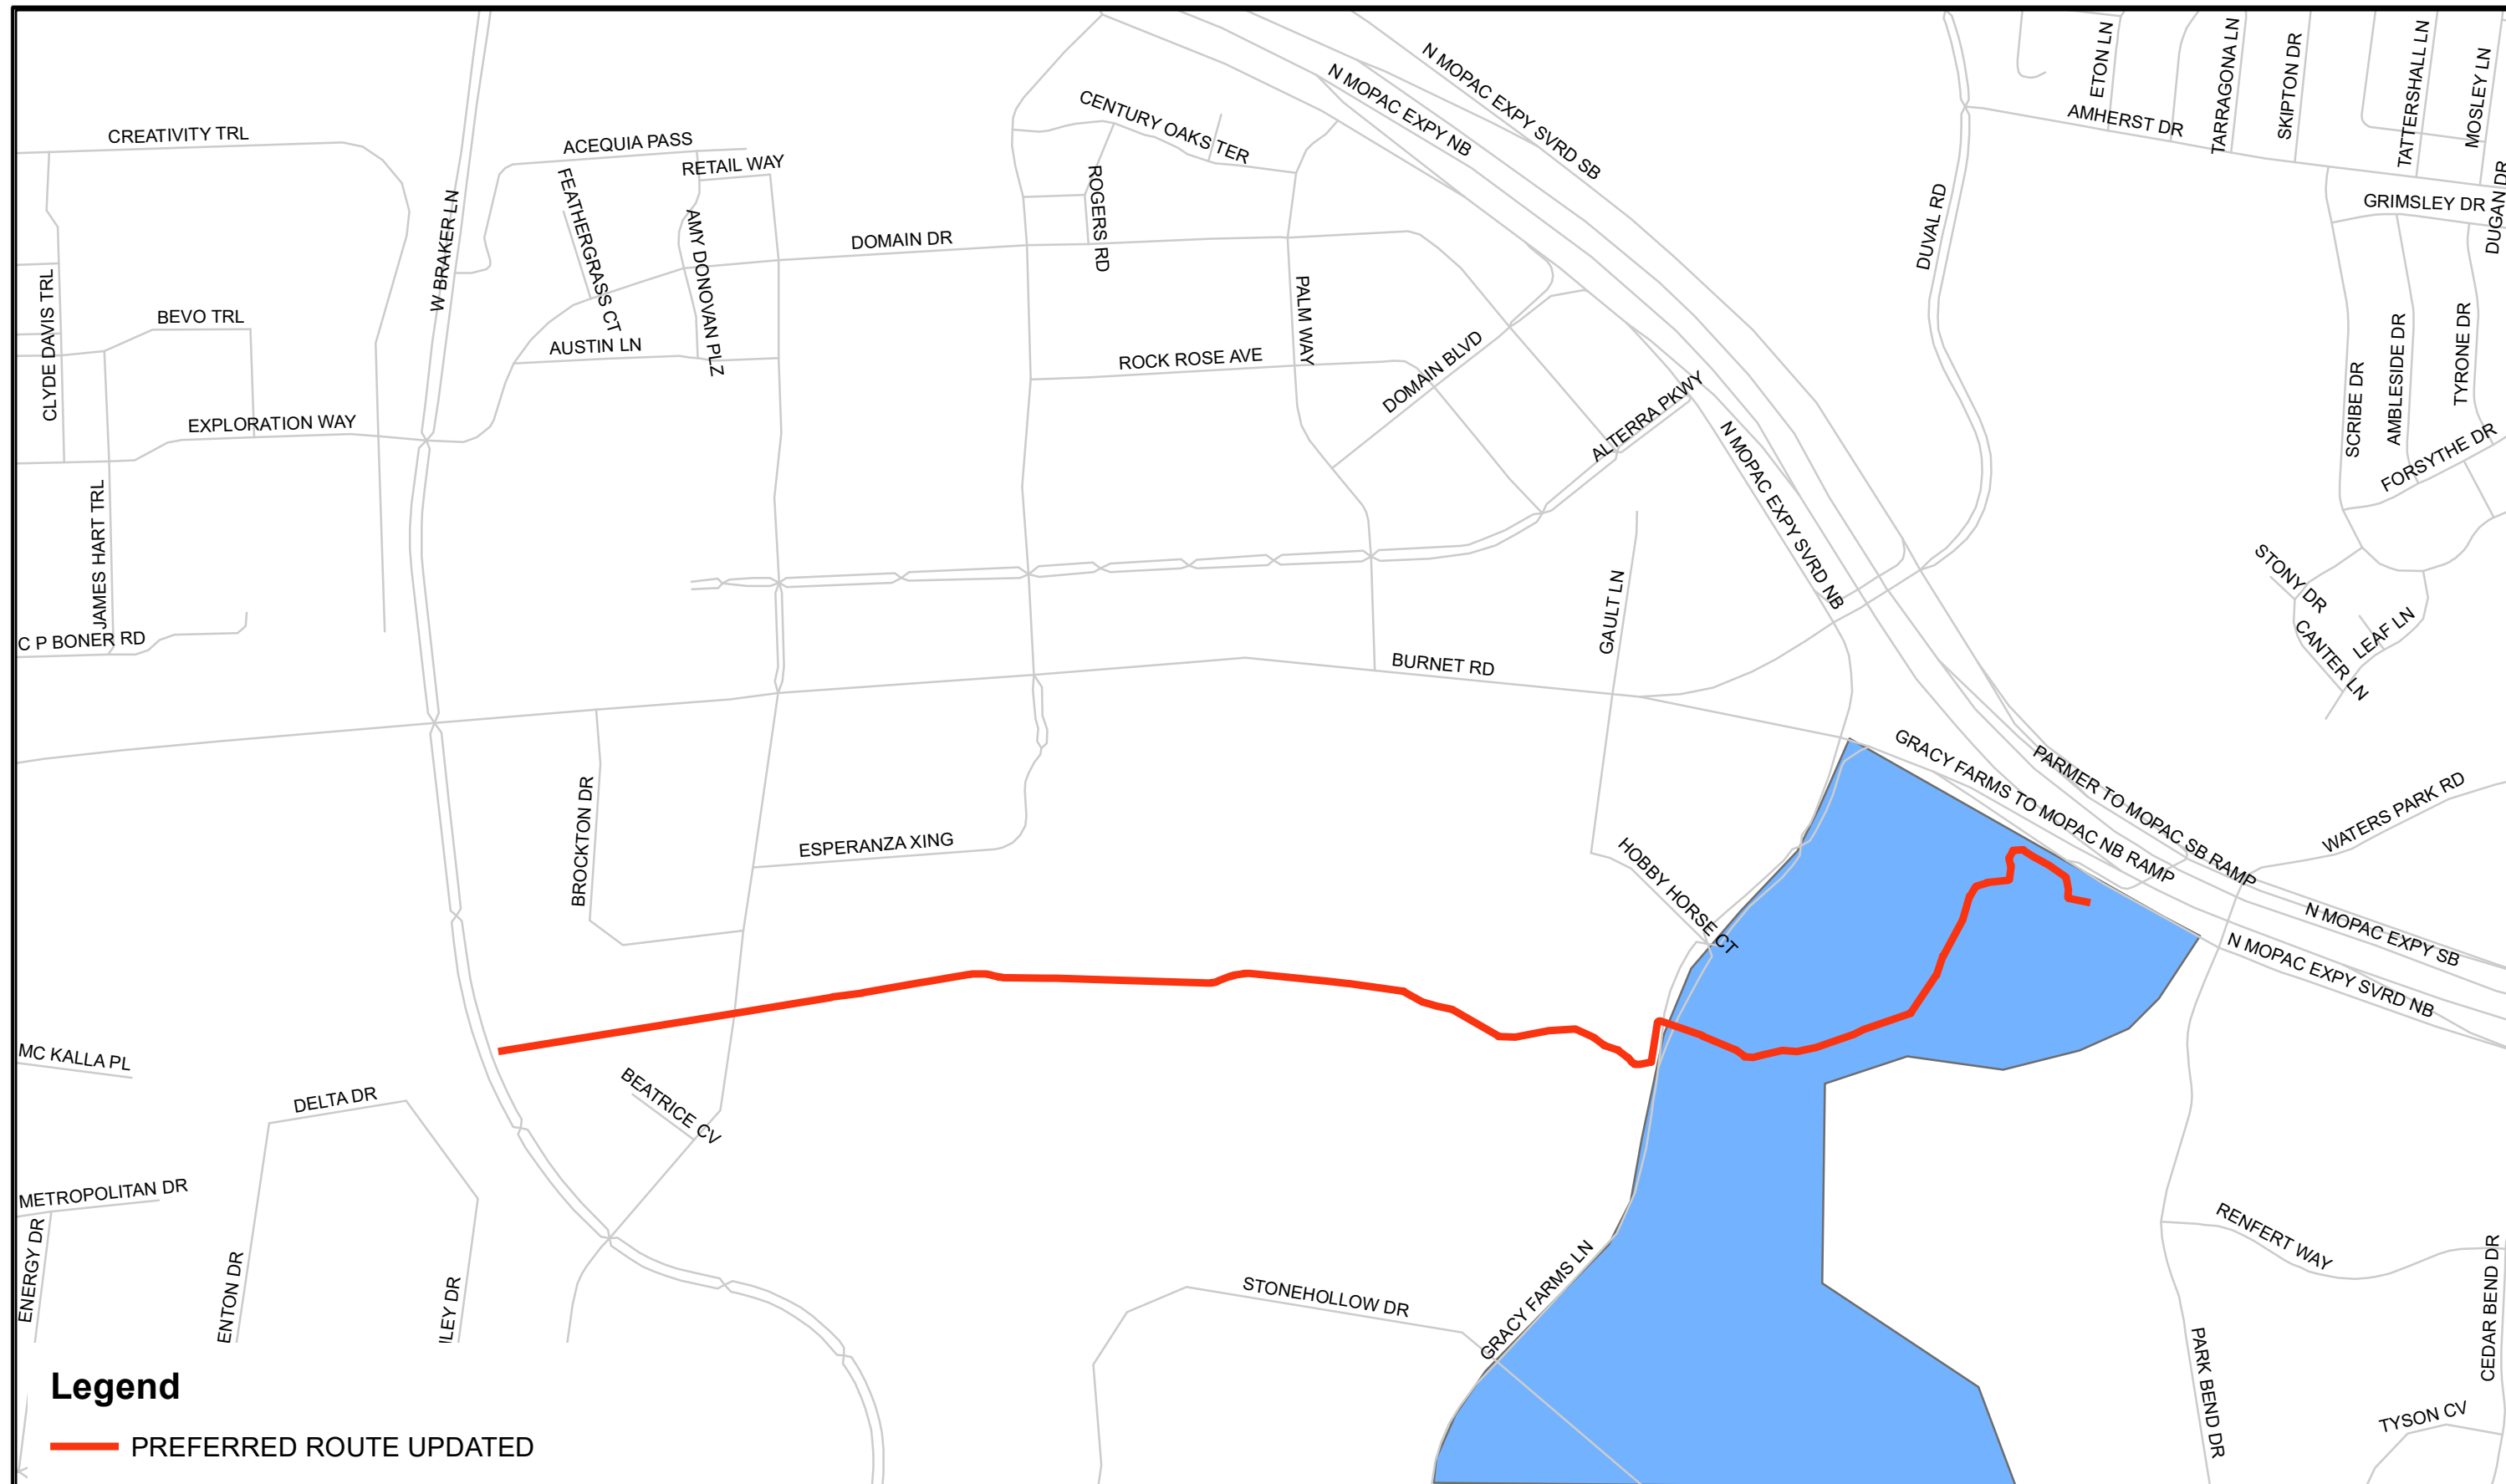 N MOPAC EXPY SVRD SB
N MOPAC EXPY NB
ETON LN
TARRAGONA LN
SKIPTON DR
TATTERSHALL LN
MOSLEY LN
AMHERST DR
CENTURY OAKS TER
CREATIVITY TRL
ACEQUIA PASS
RETAIL WAY
FEATHERGRASS CT
AMY DONOVAN PLZ
W BRAKER LN
ROGERS RD
DOMAIN DR
DUVAL RD
GRIMSLEY DR
DUGAN DR
CLYDE DAVIS TRL
BEVO TRL
AUSTIN LN
PALM WAY
ROCK ROSE AVE
DOMAIN BLVD
ALTERRA PKWY
SCRIBE DR
AMBLESIDE DR
TYRONE DR
FORSYTHE DR
EXPLORATION WAY
N MOPAC EXPY SVRD NB
JAMES HART TRL
C P BONER RD
GAULT LN
STONY DR
CANTER LN
LEAF LN
BURNET RD
GRACY FARMS TO MOPAC NB RAMP
PARMER TO MOPAC SB RAMP
WATERS PARK RD
BROCKTON DR
ESPERANZA XING
HOBBY HORSE CT
N MOPAC EXPY SB
N MOPAC EXPY SVRD NB
MC KALLA PL
DELTA DR
BEATRICE CV
METROPOLITAN DR
ENERGY DR
ENTON DR
ILEY DR
STONEHOLLOW DR
GRACY FARMS LN
RENFERT WAY
CEDAR BEND DR
PARK BEND DR
TYSON CV
Legend
PREFERRED ROUTE UPDATED